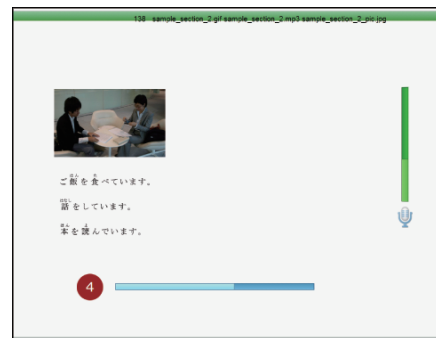 138 sample_section_2 gif sample_section_2 mp3 sample_section_2_pic.jpg
ご飯を食べています。
話をしています。
本を読んでいます。
4